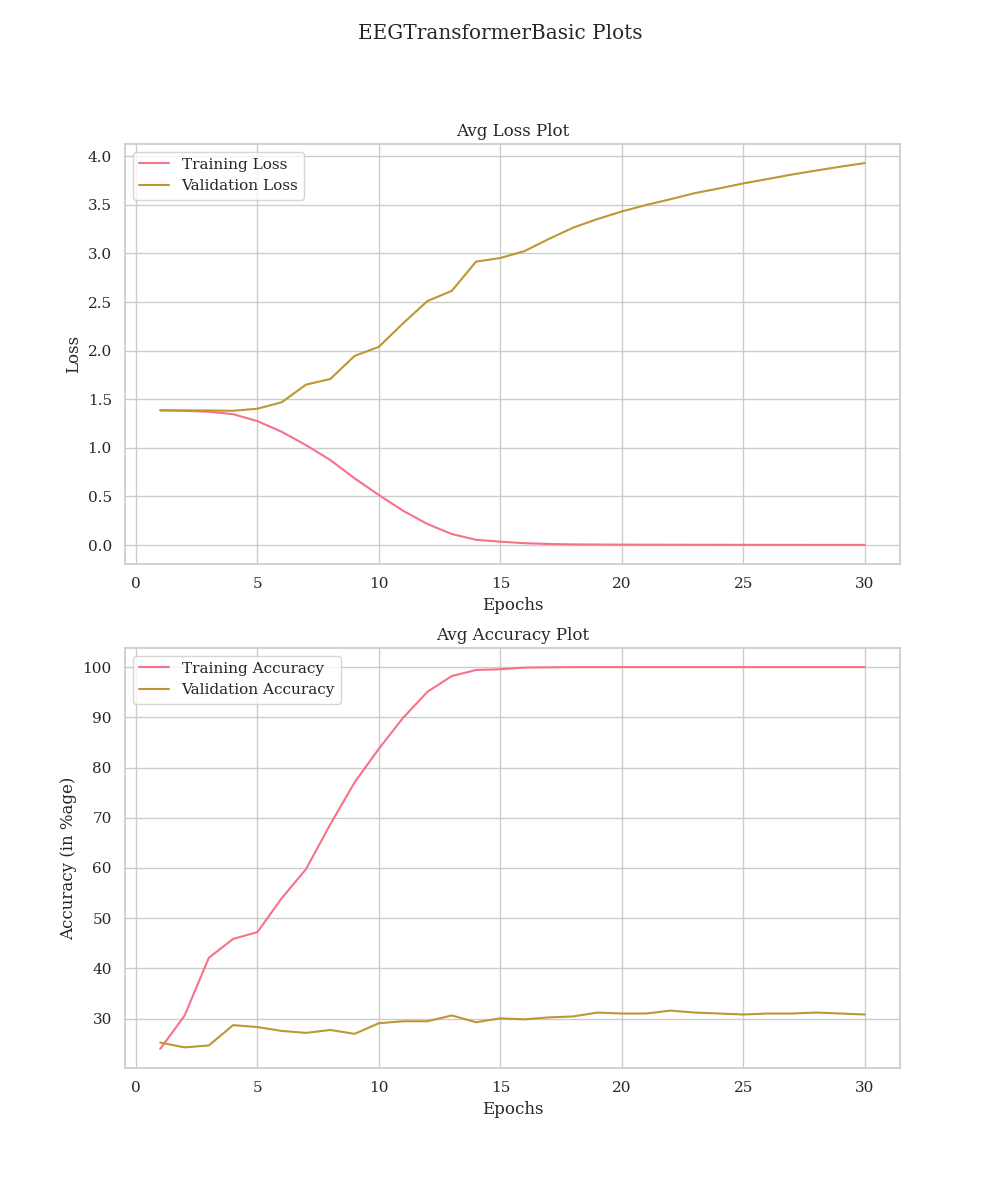 EEGTransformerBasic Plots
Avg Loss Plot
Training Loss
Validation Loss
4.0
3.5
3.0
2.5
2.0
1.5
1.0
0.5
0.0
Loss
0 5 10 15 20 25 30
Epochs
Avg Accuracy Plot
Training Accuracy
Validation Accuracy
100
90
80
70
60
50
40
30
Accuracy (in %age)
0 5 10 15 20 25 30
Epochs